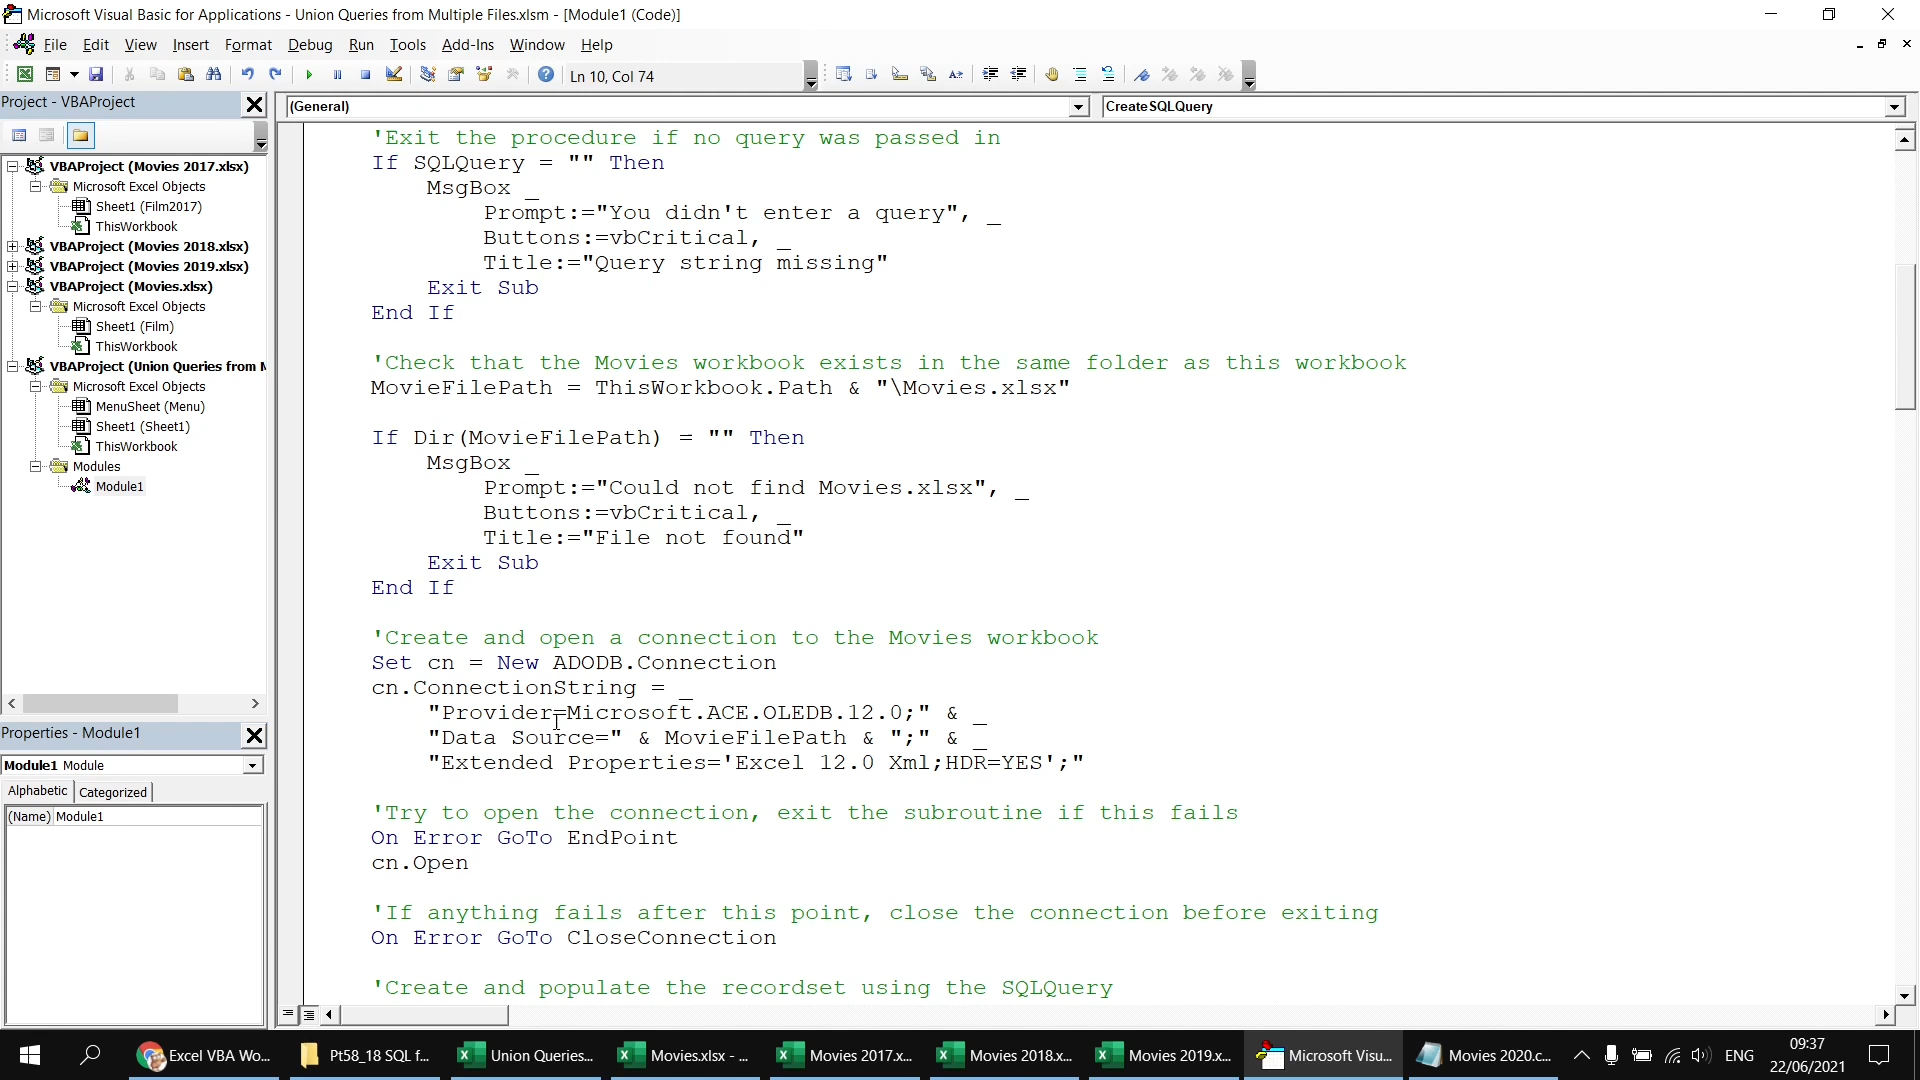 Microsoft Visual Basic for Applications - Union Queries from Multiple Files.xlsm - [Module1 (Code)]
File Edit View Insert Format Debug Run Tools Add-Ins Window Help
Ln 10, Col 74
Project - VBAProject
(General)
CreateSQLQuery
VBAProject (Movies 2017.xlsx)
Microsoft Excel Objects
Sheet1 (Film2017)
ThisWorkbook
VBAProject (Movies 2018.xlsx)
VBAProject (Movies 2019.xlsx)
VBAProject (Movies.xlsx)
Microsoft Excel Objects
Sheet1 (Film)
ThisWorkbook
VBAProject (Union Queries from
Microsoft Excel Objects
MenuSheet (Menu)
Sheet1 (Sheet1)
ThisWorkbook
Modules
Module1
Properties - Module1
Module1 Module
Alphabetic Categorized
(Name) Module1
'Exit the procedure if no query was passed in
If SQLQuery = "" Then
MsgBox _
Prompt:="You didn't enter a query", _
Buttons:=vbCritical, _
Title:="Query string missing"
Exit Sub
End If
'Check that the Movies workbook exists in the same folder as this workbook
MovieFilePath = ThisWorkbook.Path & "\Movies.xlsx"
If Dir(MovieFilePath) = "" Then
MsgBox _
Prompt:="Could not find Movies.xlsx", _
Buttons:=vbCritical, _
Title:="File not found"
Exit Sub
End If
'Create and open a connection to the Movies workbook
Set cn = New ADODB.Connection
cn.ConnectionString = _
"Provider=Microsoft.ACE.OLEDB.12.0;" & _
"Data Source=" & MovieFilePath & ";" & _
"Extended Properties='Excel 12.0 Xml;HDR=YES';"
'Try to open the connection, exit the subroutine if this fails
On Error GoTo EndPoint
cn.Open
'If anything fails after this point, close the connection before exiting
On Error GoTo CloseConnection
'Create and populate the recordset using the SQLQuery
Excel VBA Wo... Pt58_18 SQL f... Union Queries... Movies.xlsx - ... Movies 2017.x... Movies 2018.x... Movies 2019.x... Microsoft Visu... Movies 2020.c... ENG
09:37
22/06/2021